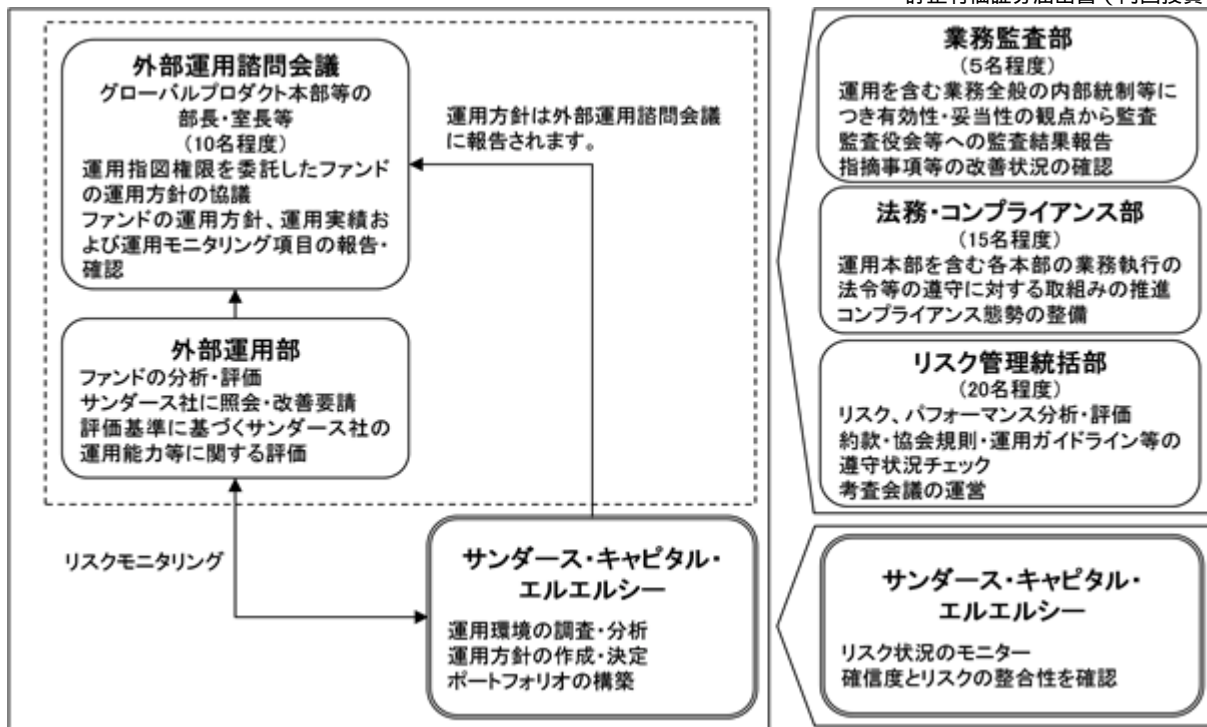 訂正有価証券届出書（内国投資
外部運用諮問会議
グローバルプロダクト本部等の
部長・室長等
（10名程度）
運用指図権限を委託したファンド
の運用方針の協議
ファンドの運用方針、運用実績お
よび運用モニタリング項目の報告・
確認
運用方針は外部運用諮問会議
に報告されます。
外部運用部
ファンドの分析・評価
サンダース社に照会・改善要請
評価基準に基づくサンダース社の
運用能力等に関する評価
リスクモニタリング
サンダース・キャピタル・
エルエルシー
運用環境の調査・分析
運用方針の作成・決定
ポートフォリオの構築
業務監査部
（5名程度）
運用を含む業務全般の内部統制等に
つき有効性・妥当性の観点から監査
監査役会等への監査結果報告
指摘事項等の改善状況の確認
法務・コンプライアンス部
（15名程度）
運用本部を含む各本部の業務執行の
法令等の遵守に対する取組みの推進
コンプライアンス態勢の整備
リスク管理統括部
（20名程度）
リスク、パフォーマンス分析・評価
約款・協会規則・運用ガイドライン等の
遵守状況チェック
考査会議の運営
サンダース・キャピタル・
エルエルシー
リスク状況のモニター
確信度とリスクの整合性を確認